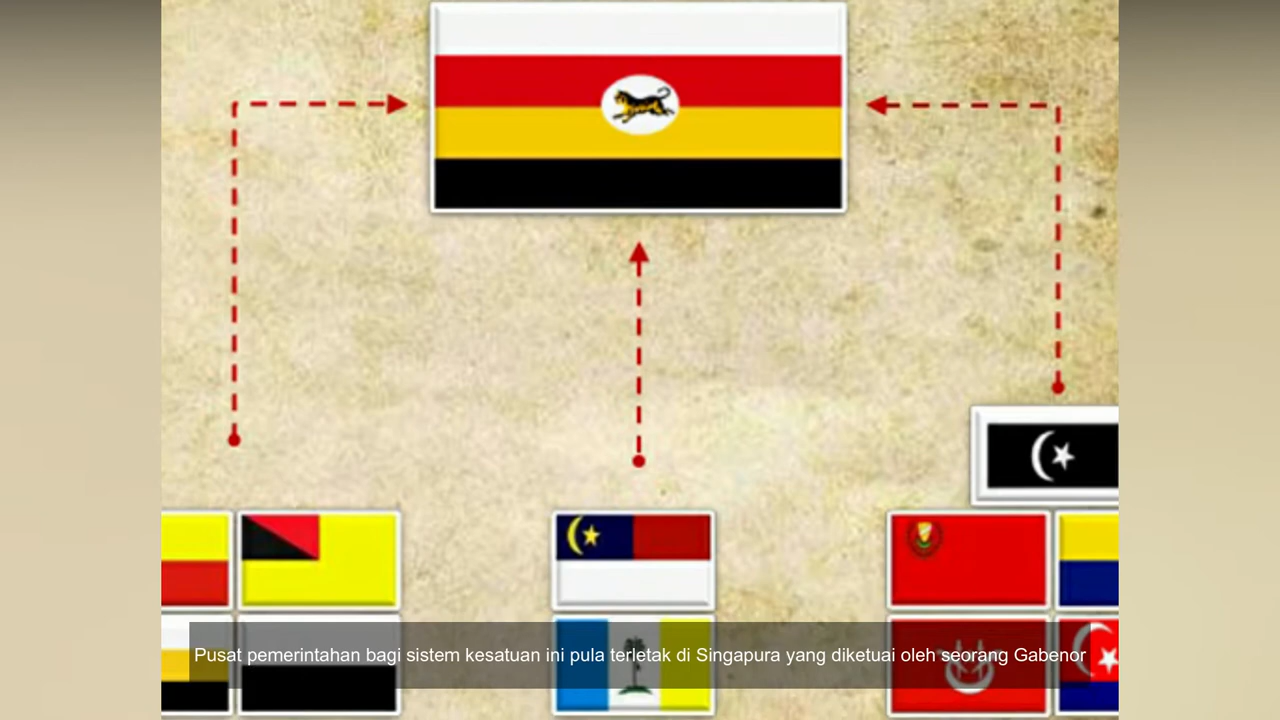 Pusat pemerintahan bagi sistem kesatuan ini pula terletak di Singapura yang diketuai oleh seorang Gabenor